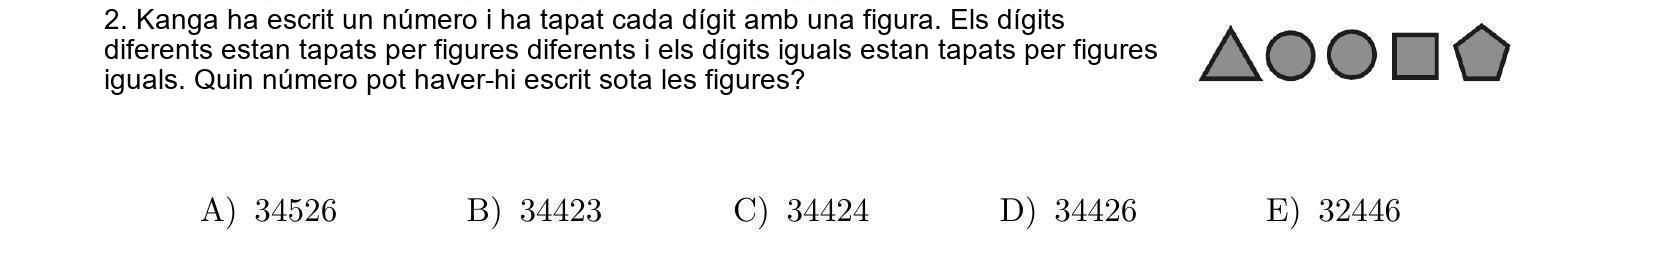 2. Kanga ha escrit un número i ha tapat cada dígit amb una figura. Els dígits
diferents estan tapats per figures diferents i els dígits iguals estan tapats per figures
iguals. Quin número pot haver-hi escrit sota les figures?
A) 34526 B) 34423 C) 34424 D) 34426 E) 32446